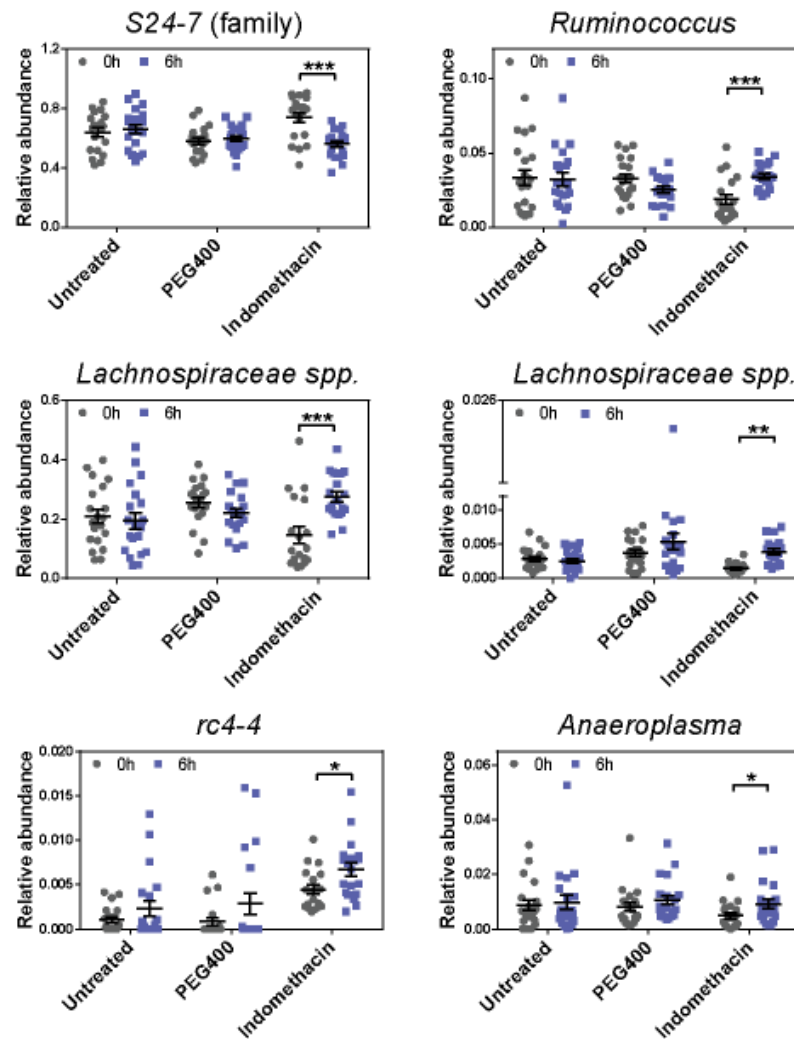 S24-7 (family)
Relative abundance
1.2
0.8
0.4
0.0
0h 6h
***
Untreated
PEG400
Indomethacin
Ruminococcus
Relative abundance
0.10
0.05
0.00
0h 6h
***
Untreated
PEG400
Indomethacin
Lachnospiraceae spp.
Relative abundance
0.6
0.4
0.2
0.0
0h 6h
***
Untreated
PEG400
Indomethacin
Lachnospiraceae spp.
Relative abundance
0.026
0.010
0.005
0.000
0h 6h
**
Untreated
PEG400
Indomethacin
rc4-4
Relative abundance
0.020
0.015
0.010
0.005
0.000
0h 6h
*
Untreated
PEG400
Indomethacin
Anaeroplasma
Relative abundance
0.06
0.04
0.02
0.00
0h 6h
*
Untreated
PEG400
Indomethacin